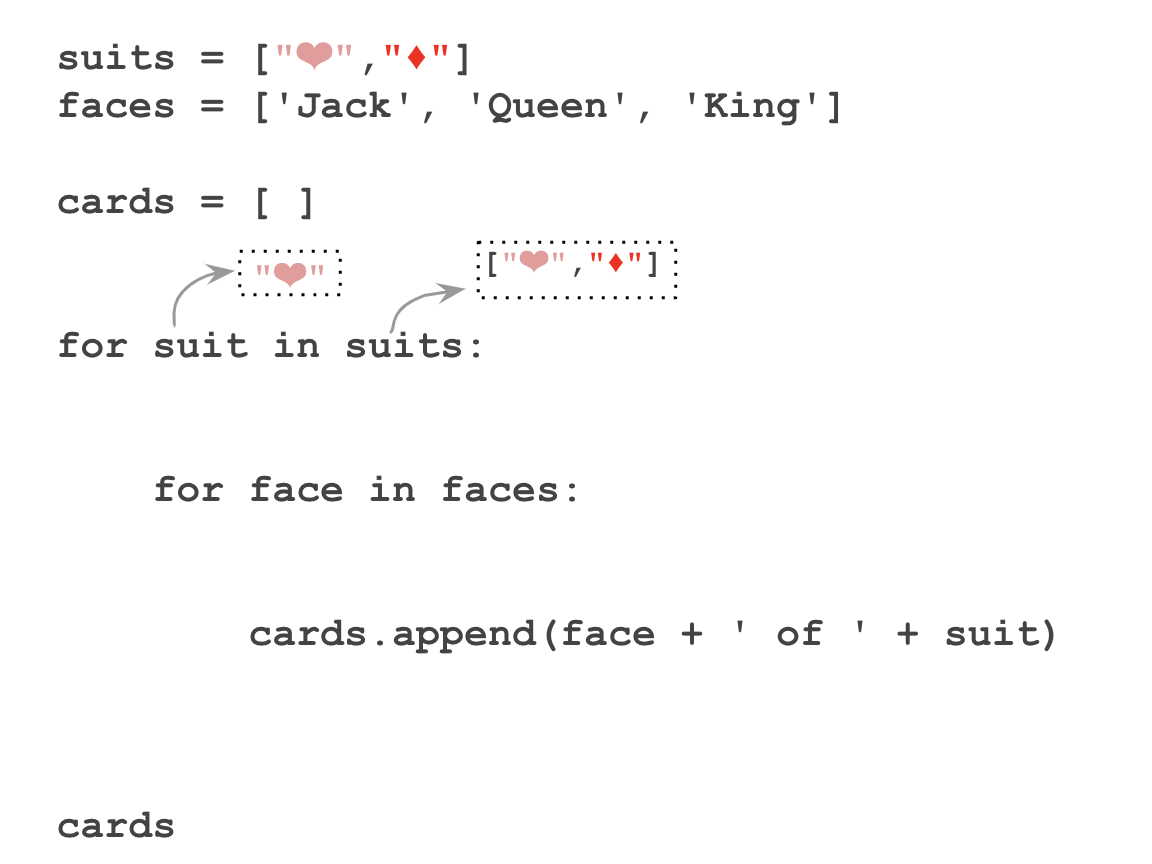 suits = ["❤","♦"]
faces = ['Jack', 'Queen', 'King']
cards = [ ]
"❤" ["❤","♦"]
for suit in suits:
    for face in faces:
        cards.append(face + ' of ' + suit)
cards